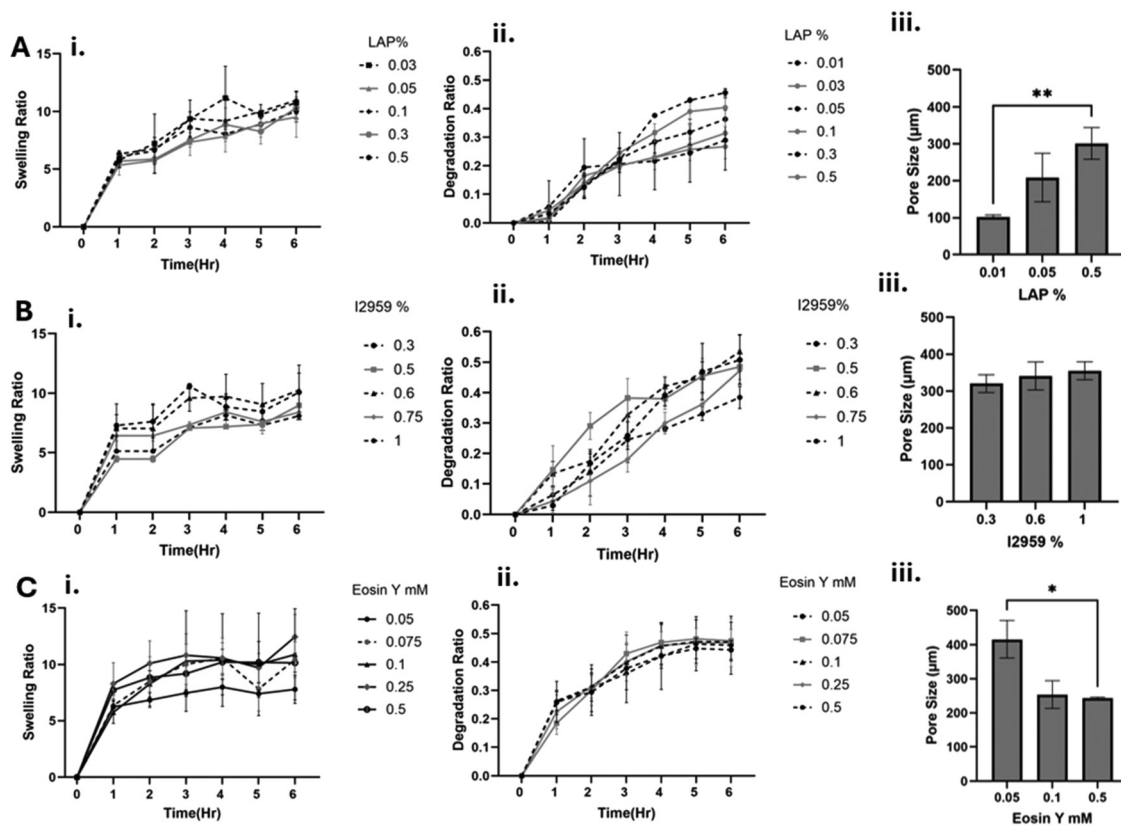 A
i.
LAP%
0.03
0.05
0.1
0.3
0.5
Swelling Ratio
15
10
5
0
0 1 2 3 4 5 6
Time(Hr)
ii.
LAP %
0.01
0.03
0.05
0.1
0.3
0.5
Degradation Ratio
0.6
0.5
0.4
0.3
0.2
0.1
0.0
0 1 2 3 4 5 6
Time(Hr)
iii.
Pore Size (μm)
500
400
300
200
100
0
**
0.01 0.05 0.5
LAP %
B
i.
I2959 %
0.3
0.5
0.6
0.75
1
Swelling Ratio
15
10
5
0
0 1 2 3 4 5 6
Time(Hr)
ii.
I2959%
0.3
0.5
0.6
0.75
1
Degradation Ratio
0.6
0.5
0.4
0.3
0.2
0.1
0.0
0 1 2 3 4 5 6
Time(Hr)
iii.
Pore Size (μm)
500
400
300
200
100
0
0.3 0.6 1
I2959 %
C
i.
Eosin Y mM
0.05
0.075
0.1
0.25
0.5
Swelling Ratio
15
10
5
0
0 1 2 3 4 5 6
Time(Hr)
ii.
Eosin Y mM
0.05
0.075
0.1
0.25
0.5
Degradation Ratio
0.6
0.5
0.4
0.3
0.2
0.1
0.0
0 1 2 3 4 5 6
Time(Hr)
iii.
Pore Size (μm)
500
400
300
200
100
0
*
0.05 0.1 0.5
Eosin Y mM